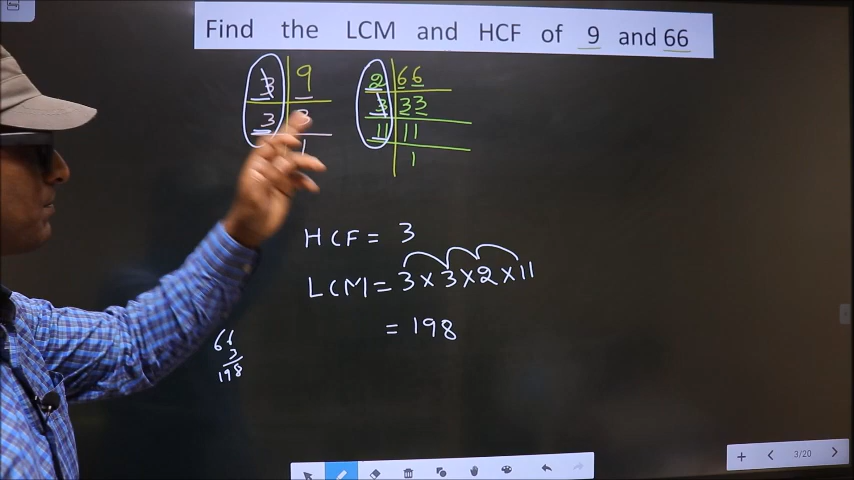 Find the LCM and HCF of 9 and 66
3 9 2 66
3 3 3 33
1 11 11
1
HCF = 3
LCM = 3 × 3 × 2 × 11
= 198
66
3
198
3/20